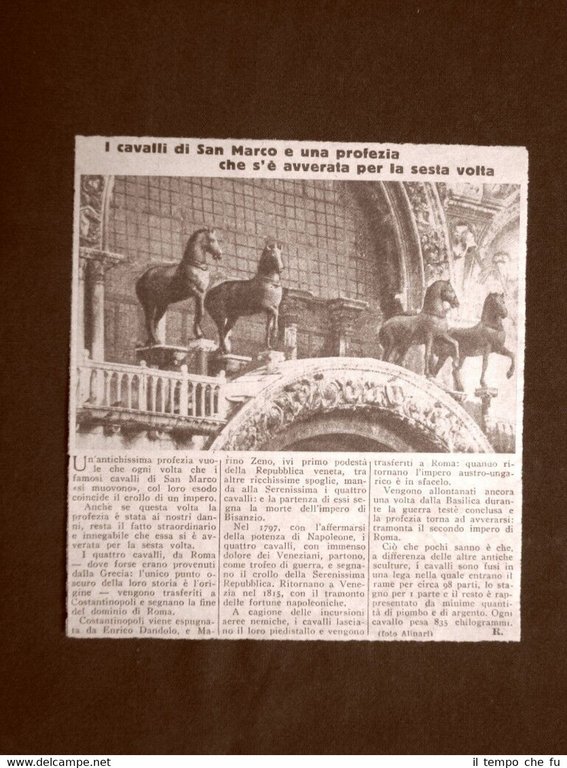 I cavalli di San Marco e una profezia
che s'è avverata per la sesta volta
Un'antichissima profezia vuo-
le che ogni volta che i
famosi cavalli di San Marco
«si muovono», col loro esodo
coincide il crollo di un impero.
Anche se questa volta la
profezia è stata ai nostri dan-
ni, resta il fatto straordinario
e innegabile che essa si è av-
verata per la sesta volta.
I quattro cavalli, da Roma
— dove forse erano provenuti
dalla Grecia: l'unico punto o-
scuro della loro storia è l'ori-
gine — vengono trasferiti a
Costantinopoli e segnano la fine
del dominio di Roma.
Costantinopoli viene espugna-
ta da Enrico Dandolo, e Ma-
rino Zeno, ivi primo podestà
della Repubblica veneta, tra
altre ricchissime spoglie, man-
da alla Serenissima i quattro
cavalli: e la partenza di essi se-
gna la morte dell'impero di
Bisanzio.
Nel 1797, con l'affermarsi
della potenza di Napoleone, i
quattro cavalli, con immenso
dolore dei Veneziani, partono,
come trofeo di guerra, e segna-
no il crollo della Serenissima
Repubblica. Ritornano a Vene-
zia nel 1815, con il tramonto
delle fortune napoleoniche.
A cagione delle incursioni
aeree nemiche, i cavalli lascia-
no il loro piedistallo e vengono
trasferiti a Roma: quando ri-
tornano l'impero austro-unga-
rico è in sfacelo.
Vengono allontanati ancora
una volta dalla Basilica duran-
te la guerra testè conclusa e
la profezia torna ad avverarsi:
tramonta il secondo impero di
Roma.
Ciò che pochi sanno è che,
a differenza delle altre antiche
sculture, i cavalli sono fusi in
una lega nella quale entrano il
rame per circa 98 parti, lo sta-
gno per 1 parte e il resto è rap-
presentato da minime quanti-
tà di piombo e di argento. Ogni
cavallo pesa 835 chilogrammi.
(foto Alinari) R.
il tempo che fu
www.maremagnum.com